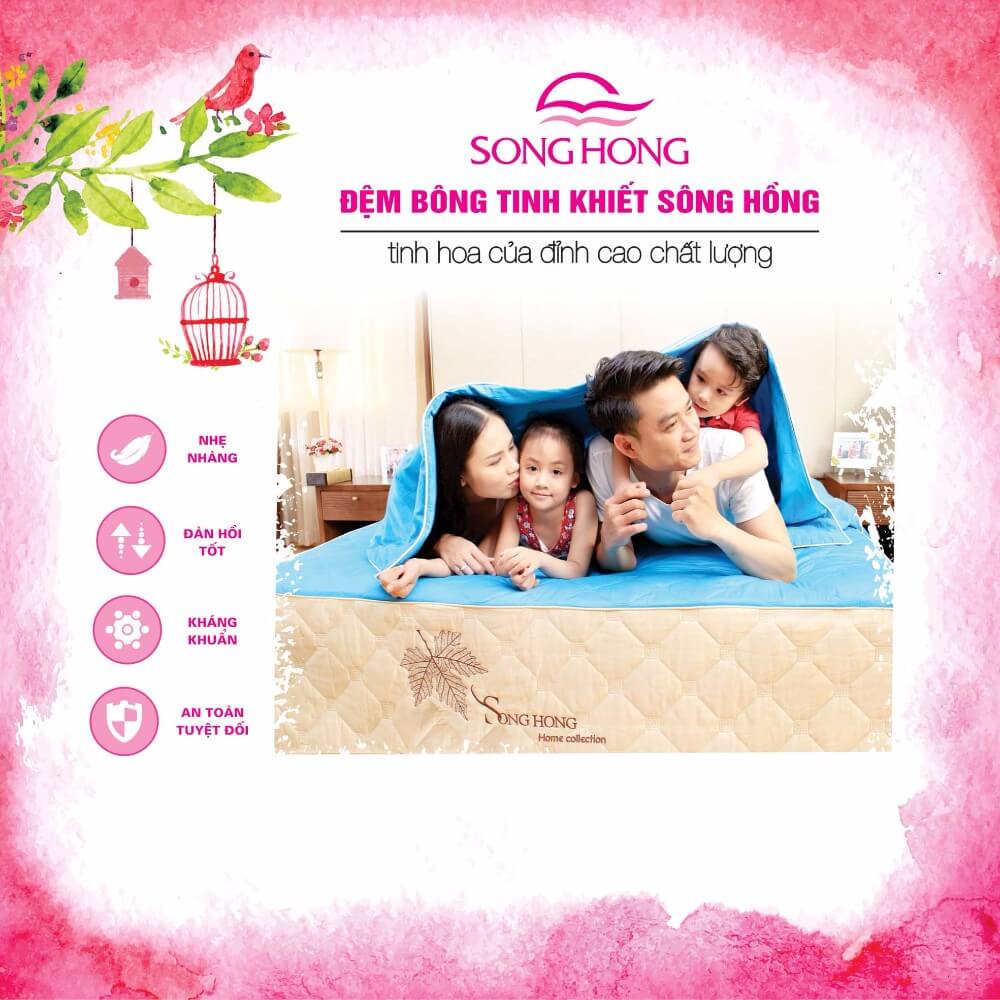 SONG HONG
ĐỆM BÔNG TINH KHIẾT SÔNG HỒNG
tinh hoa của đỉnh cao chất lượng
NHẸ
NHÀNG
ĐÀN HỒI
TỐT
KHÁNG
KHUẨN
AN TOÀN
TUYỆT ĐỐI
SONG HONG
Home collection